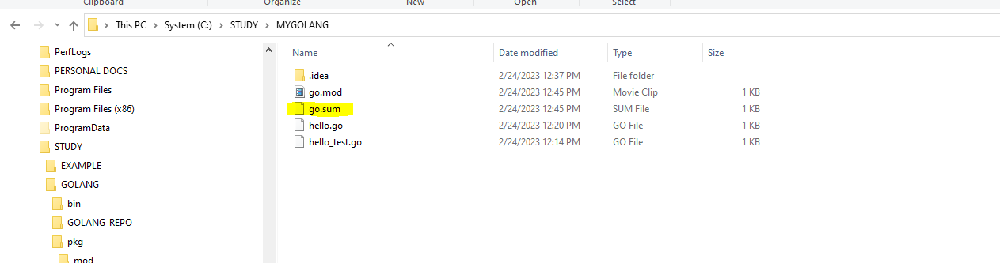 Clipboard Organize New Open Select
This PC > System (C:) > STUDY > MYGOLANG
PerfLogs
PERSONAL DOCS
Program Files
Program Files (x86)
ProgramData
STUDY
EXAMPLE
GOLANG
bin
GOLANG_REPO
pkg
mod
Name Date modified Type Size
.idea 2/24/2023 12:37 PM File folder
go.mod 2/24/2023 12:45 PM Movie Clip 1 KB
go.sum 2/24/2023 12:45 PM SUM File 1 KB
hello.go 2/24/2023 12:20 PM GO File 1 KB
hello_test.go 2/24/2023 12:14 PM GO File 1 KB